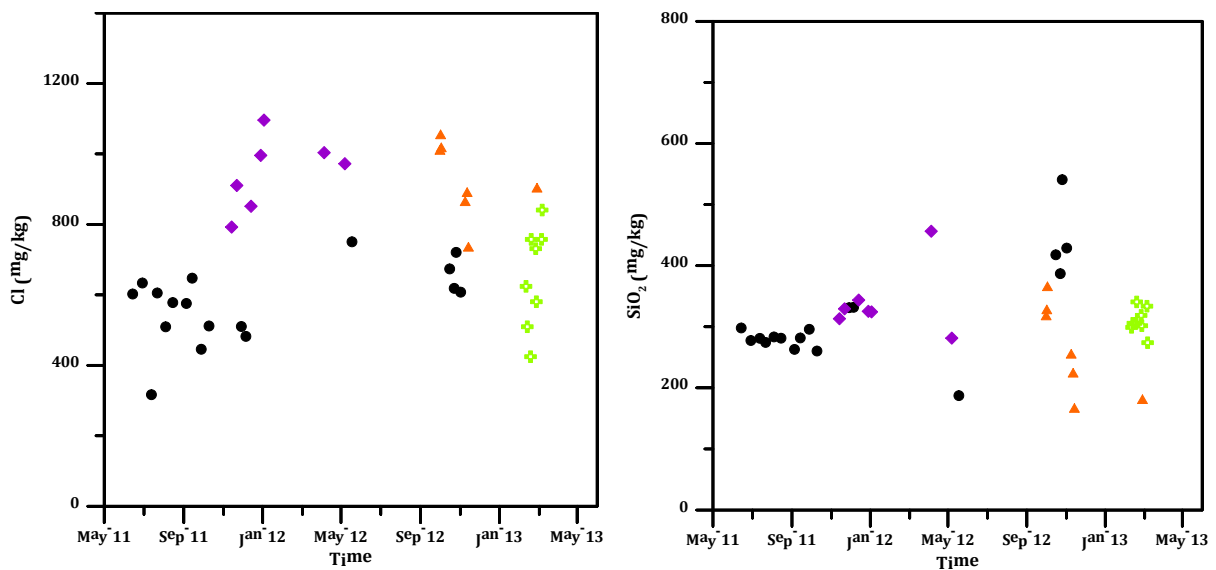 1200
800
400
0
Cl (mg/kg)
May-11 Sep-11 Jan-12 May-12 Sep-12 Jan-13 May-13
Time
800
600
400
200
0
SiO2 (mg/kg)
May-11 Sep-11 Jan-12 May-12 Sep-12 Jan-13 May-13
Time